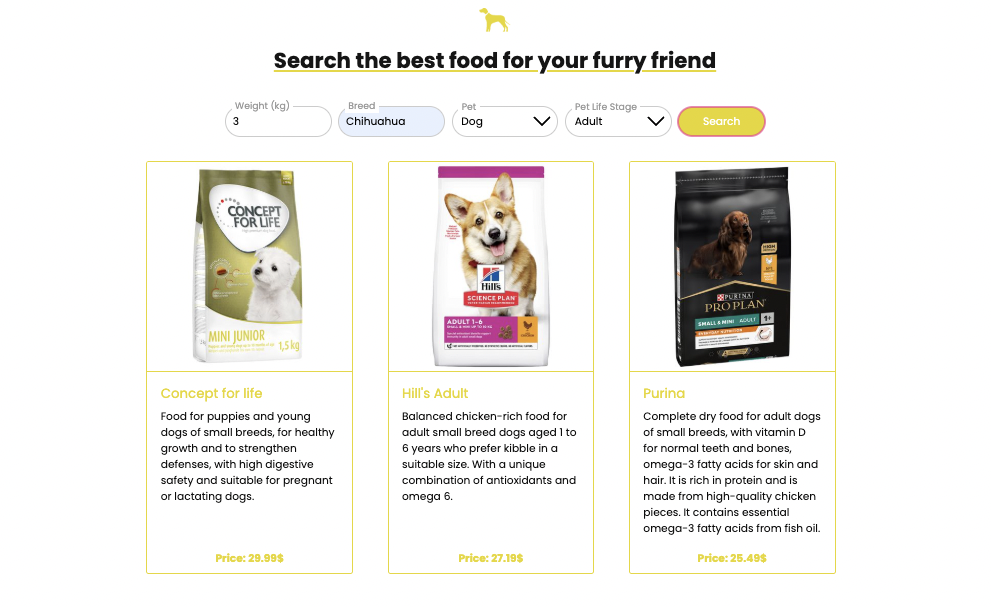 Search the best food for your furry friend
Weight (kg)
3
Breed
Chihuahua
Pet
Dog
Pet Life Stage
Adult
Search
CONCEPT
FOR LIFE
MINI JUNIOR
1,5kg
Concept for life
Food for puppies and young
dogs of small breeds, for healthy
growth and to strengthen
defenses, with high digestive
safety and suitable for pregnant
or lactating dogs.
Price: 29.99$
Hill's
SCIENCE PLAN
ADULT 1-6
Hill's Adult
Balanced chicken-rich food for
adult small breed dogs aged 1 to
6 years who prefer kibble in a
suitable size. With a unique
combination of antioxidants and
omega 6.
Price: 27.19$
PURINA
PRO PLAN
SMALL & MINI ADULT 1+
EVERYDAY NUTRITION
Purina
Complete dry food for adult dogs
of small breeds, with vitamin D
for normal teeth and bones,
omega-3 fatty acids for skin and
hair. It is rich in protein and is
made from high-quality chicken
pieces. It contains essential
omega-3 fatty acids from fish oil.
Price: 25.49$